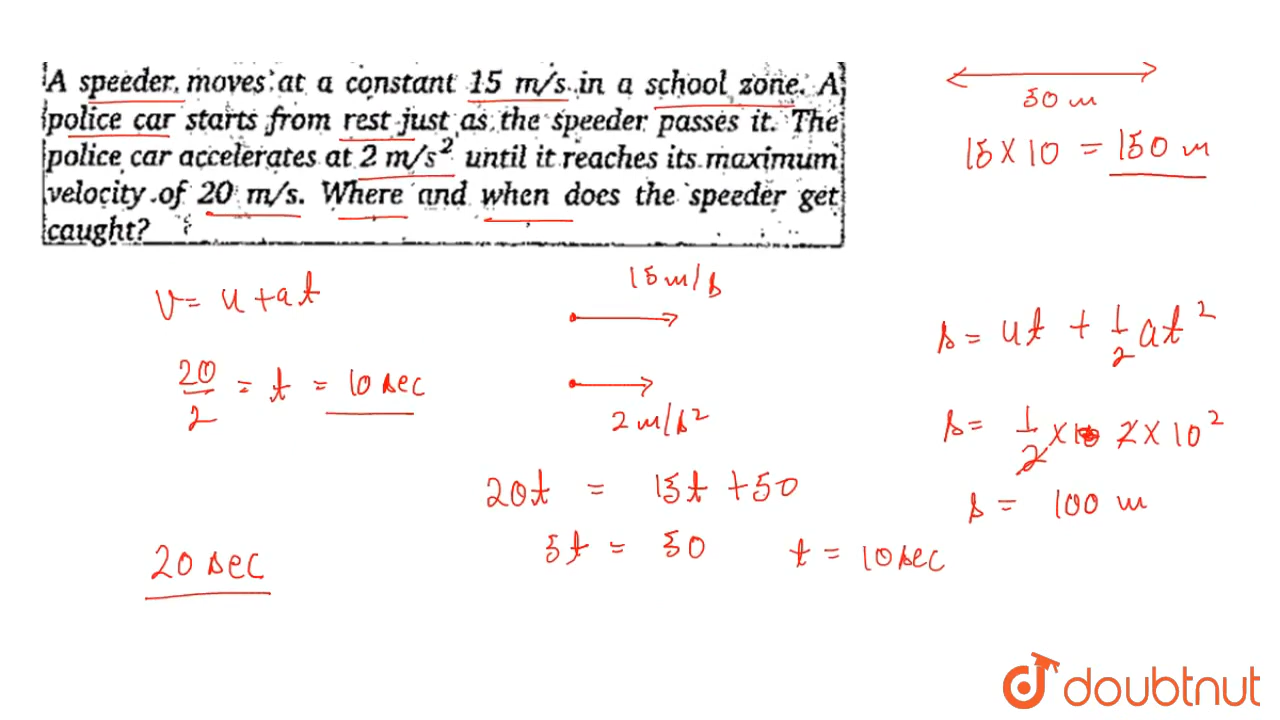 A speeder moves at a constant 15 m/s in a school zone. A
police car starts from rest just as the speeder passes it. The
police car accelerates at 2 m/s² until it reaches its maximum
velocity of 20 m/s. Where and when does the speeder get
caught?
50 m
15 × 10 = 150 m
v = u + at
20/2 = t = 10 sec
15 m/s
2 m/s²
s = ut + 1/2 at²
s = 1/2 × 2 × 10²
s = 100 m
20t = 15t + 50
5t = 50 t = 10 sec
20 sec
doubtnut